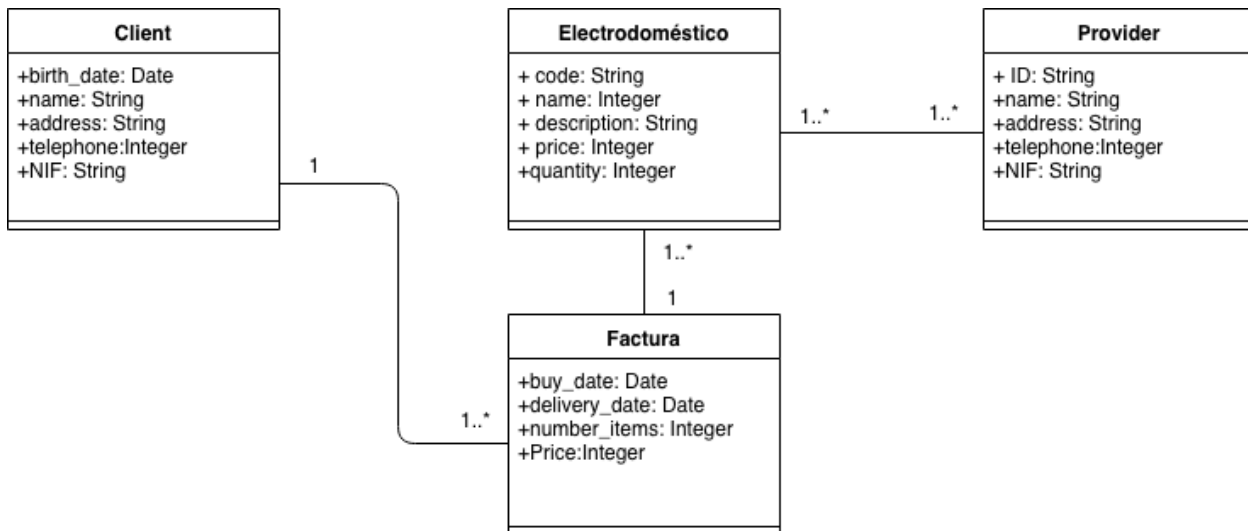 Client
+birth_date: Date
+name: String
+address: String
+telephone:Integer
+NIF: String
1
Electrodoméstico
+ code: String
+ name: Integer
+ description: String
+ price: Integer
+quantity: Integer
1..*
1..*
Provider
+ ID: String
+name: String
+address: String
+telephone:Integer
+NIF: String
1..*
1
Factura
+buy_date: Date
+delivery_date: Date
+number_items: Integer
+Price:Integer
1..*